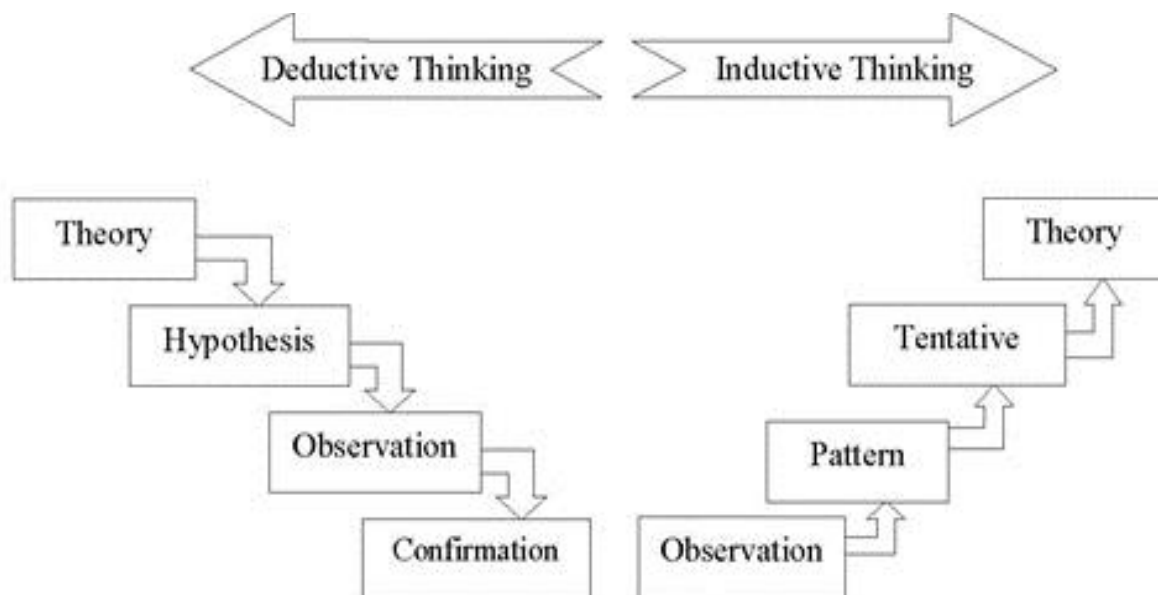 Deductive Thinking
Inductive Thinking
Theory
Hypothesis
Observation
Confirmation
Theory
Tentative
Pattern
Observation